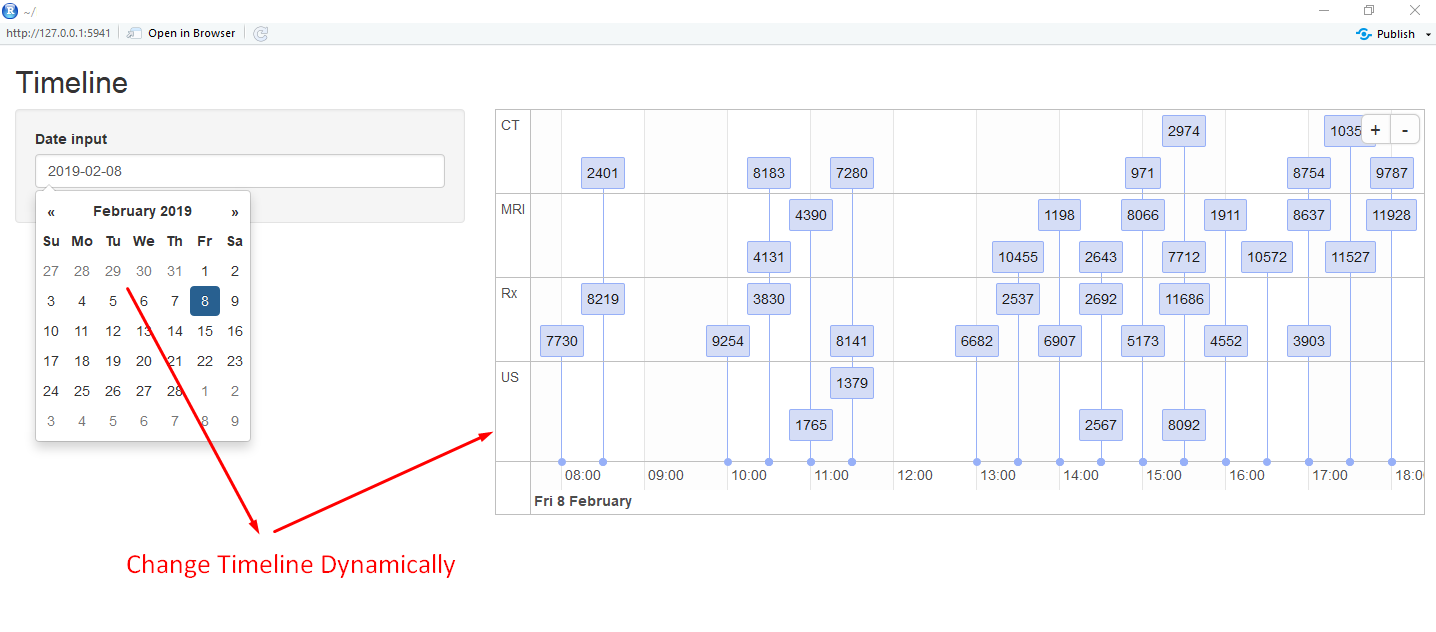 ~/
http://127.0.0.1:5941 Open in Browser Publish
Timeline
Date input
2019-02-08
« February 2019 »
Su Mo Tu We Th Fr Sa
27 28 29 30 31 1 2
3 4 5 6 7 8 9
10 11 12 13 14 15 16
17 18 19 20 21 22 23
24 25 26 27 28 1 2
3 4 5 6 7 8 9
CT
2974 1035 + -
2401 8183 7280 971 8754 9787
MRI
4390 1198 8066 1911 8637 11928
4131 10455 2643 7712 10572 11527
Rx
8219 3830 2537 2692 11686
7730 9254 8141 6682 6907 5173 4552 3903
US
1379
1765 2567 8092
08:00 09:00 10:00 11:00 12:00 13:00 14:00 15:00 16:00 17:00 18:0
Fri 8 February
Change Timeline Dynamically